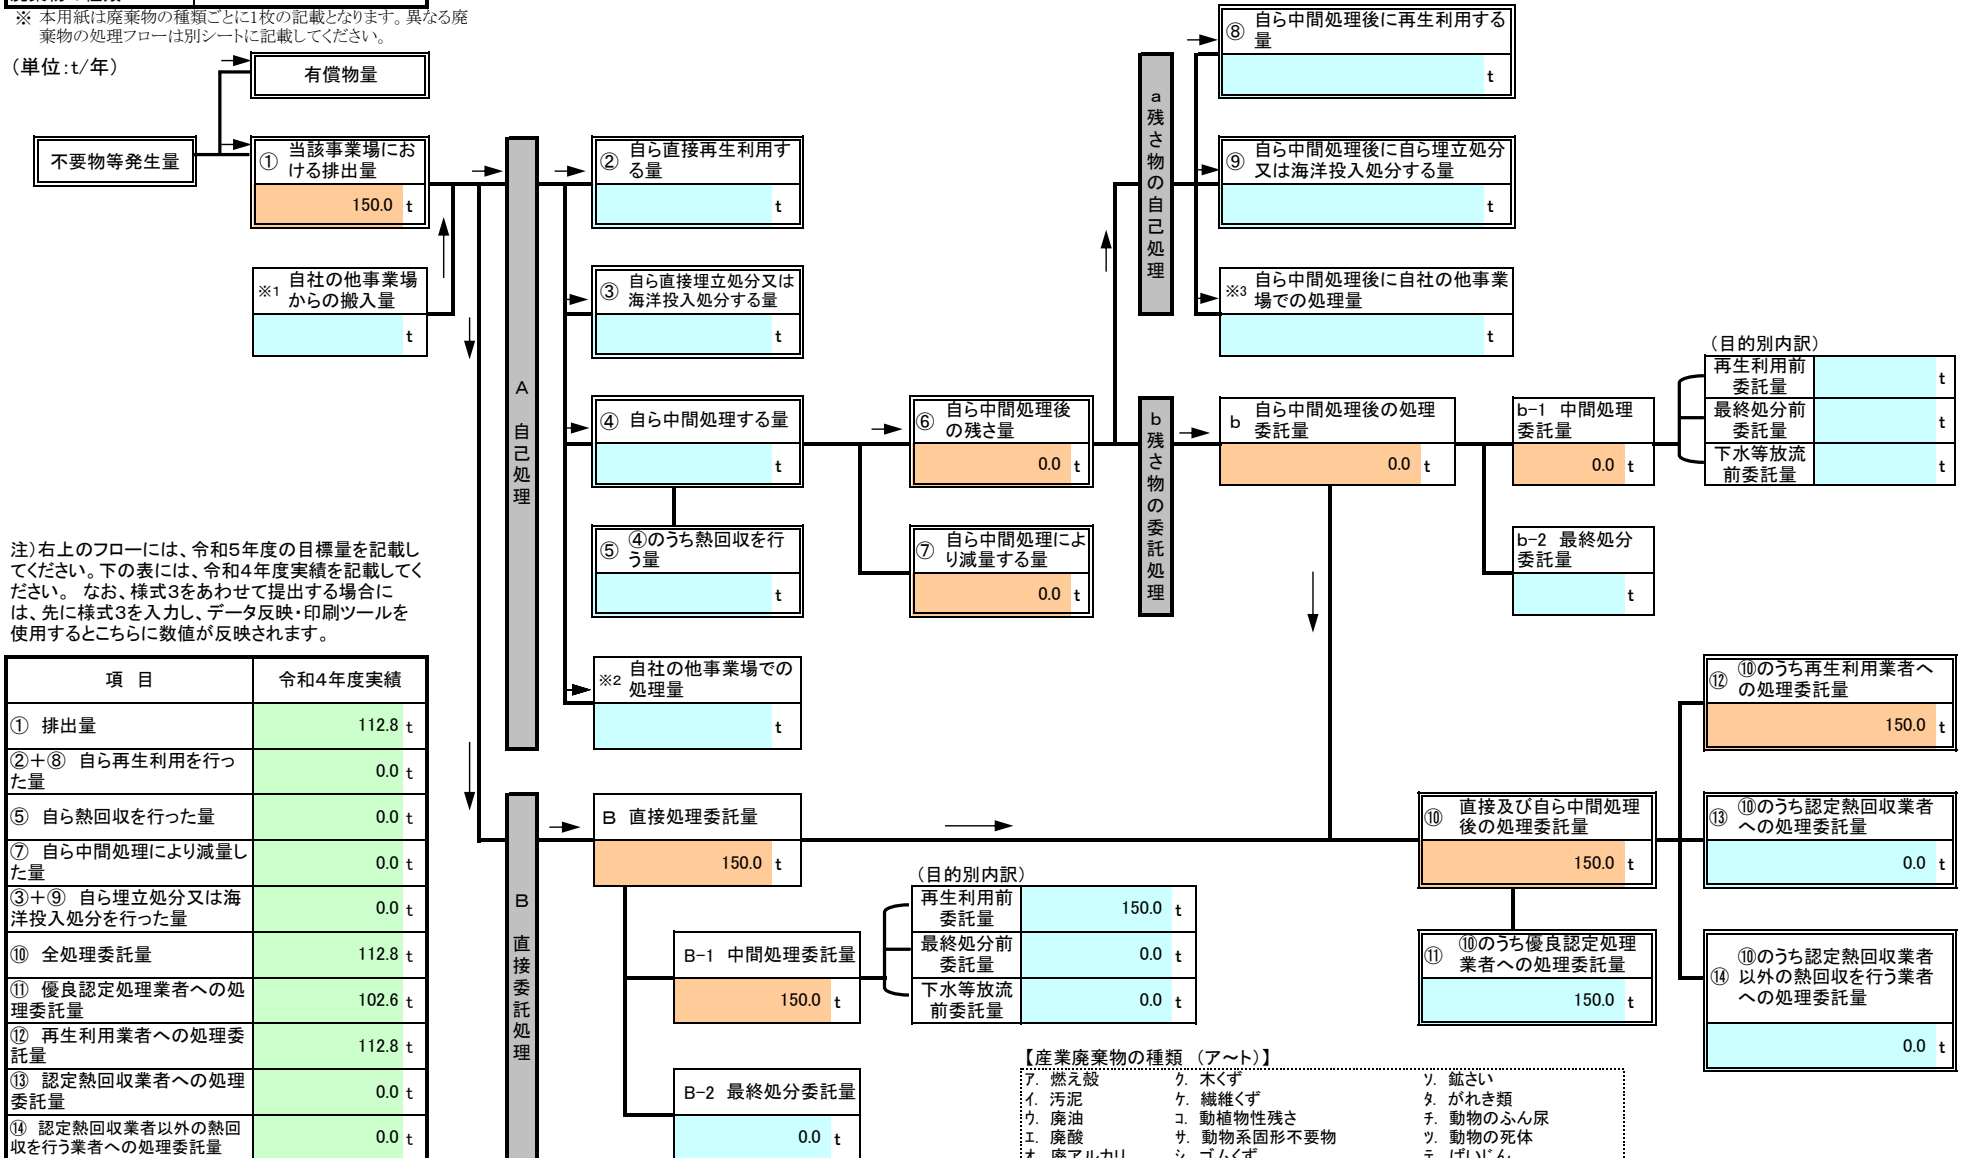 ※ 本用紙は廃棄物の種類ごとに1枚の記載となります。異なる廃
棄物の処理フローは別シートに記載してください。
（単位：t/年）
有償物量
不要物等発生量
① 当該事業場にお
ける排出量
150.0 t
※1 自社の他事業場
からの搬入量
t
A 自己処理
② 自ら直接再生利用す
る量
t
③ 自ら直接埋立処分又は
海洋投入処分する量
t
④ 自ら中間処理する量
t
⑤ ④のうち熱回収を行
う量
t
※2 自社の他事業場での
処理量
t
⑥ 自ら中間処理後
の残さ量
0.0 t
⑦ 自ら中間処理によ
り減量する量
0.0 t
a 残さ物の自己処理
⑧ 自ら中間処理後に再生利用する
量
t
⑨ 自ら中間処理後に自ら埋立処分
又は海洋投入処分する量
t
※3 自ら中間処理後に自社の他事業
場での処理量
t
b 残さ物の委託処理
b 自ら中間処理後の処理
委託量
0.0 t
b-1 中間処理
委託量
0.0 t
（目的別内訳）
再生利用前
委託量
t
最終処分前
委託量
t
下水等放流
前委託量
t
b-2 最終処分
委託量
t
注）右上のフローには、令和5年度の目標量を記載し
てください。下の表には、令和4年度実績を記載してく
ださい。 なお、様式3をあわせて提出する場合に
は、先に様式3を入力し、データ反映・印刷ツールを
使用するとこちらに数値が反映されます。
項 目 令和4年度実績
① 排出量 112.8 t
②＋⑧ 自ら再生利用を行っ
た量 0.0 t
⑤ 自ら熱回収を行った量 0.0 t
⑦ 自ら中間処理により減量し
た量 0.0 t
③＋⑨ 自ら埋立処分又は海
洋投入処分を行った量 0.0 t
⑩ 全処理委託量 112.8 t
⑪ 優良認定処理業者への処
理委託量 102.6 t
⑫ 再生利用業者への処理委
託量 112.8 t
⑬ 認定熱回収業者への処理
委託量 0.0 t
⑭ 認定熱回収業者以外の熱回
収を行う業者への処理委託量 0.0 t
B 直接委託処理
B 直接処理委託量
150.0 t
B-1 中間処理委託量
150.0 t
（目的別内訳）
再生利用前
委託量
150.0 t
最終処分前
委託量
0.0 t
下水等放流
前委託量
0.0 t
B-2 最終処分委託量
0.0 t
⑩ 直接及び自ら中間処理
後の処理委託量
150.0 t
⑪ ⑩のうち優良認定処理
業者への処理委託量
150.0 t
⑫ ⑩のうち再生利用業者へ
の処理委託量
150.0 t
⑬ ⑩のうち認定熱回収業者
への処理委託量
0.0 t
⑭ ⑩のうち認定熱回収業者
以外の熱回収を行う業者
への処理委託量
0.0 t
【産業廃棄物の種類 （ア～ト）】
ア. 燃え殻 ク. 木くず ソ. 鉱さい
イ. 汚泥 ケ. 繊維くず タ. がれき類
ウ. 廃油 コ. 動植物性残さ チ. 動物のふん尿
エ. 廃酸 サ. 動物系固形不要物 ツ. 動物の死体
オ. 廃アルカリ シ. ゴムくず テ. ばいじん